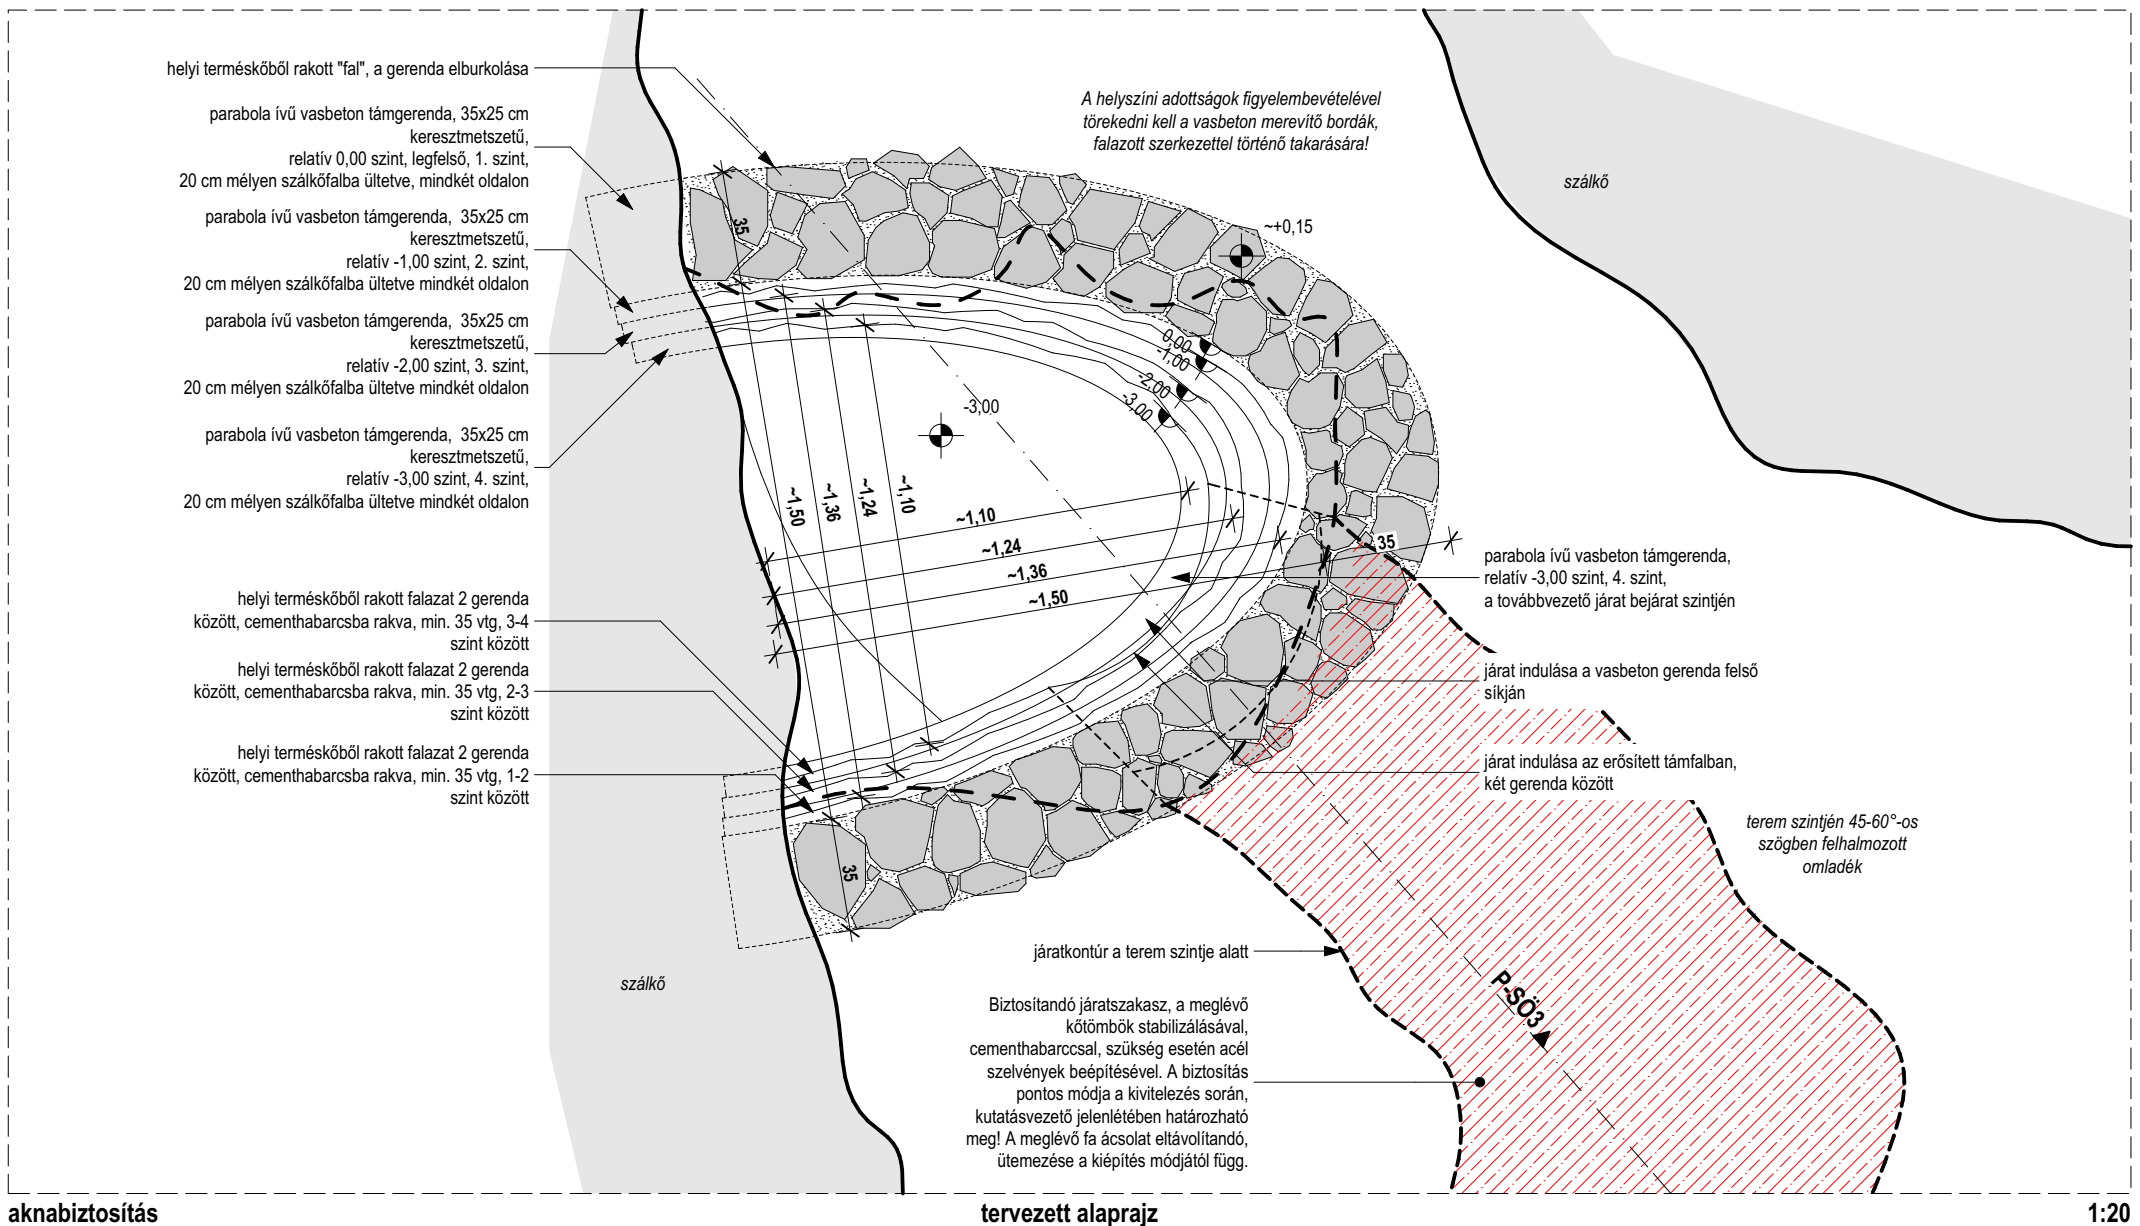 helyi terméskőből rakott "fal", a gerenda elburkolása
parabola ívű vasbeton támgerenda, 35x25 cm
keresztmetszetű,
relatív 0,00 szint, legfelső, 1. szint,
20 cm mélyen szálkőfalba ültetve, mindkét oldalon
parabola ívű vasbeton támgerenda, 35x25 cm
keresztmetszetű,
relatív -1,00 szint, 2. szint,
20 cm mélyen szálkőfalba ültetve mindkét oldalon
parabola ívű vasbeton támgerenda, 35x25 cm
keresztmetszetű,
relatív -2,00 szint, 3. szint,
20 cm mélyen szálkőfalba ültetve mindkét oldalon
parabola ívű vasbeton támgerenda, 35x25 cm
keresztmetszetű,
relatív -3,00 szint, 4. szint,
20 cm mélyen szálkőfalba ültetve mindkét oldalon
helyi terméskőből rakott falazat 2 gerenda
között, cementhabarcsba rakva, min. 35 vtg, 3-4
szint között
helyi terméskőből rakott falazat 2 gerenda
között, cementhabarcsba rakva, min. 35 vtg, 2-3
szint között
helyi terméskőből rakott falazat 2 gerenda
között, cementhabarcsba rakva, min. 35 vtg, 1-2
szint között
A helyszíni adottságok figyelembevételével
törekedni kell a vasbeton merevítő bordák,
falazott szerkezettel történő takarására!
szálkő
~+0,15
35
0,00
-1,00
-2,00
-3,00
-3,00
~1,50
~1,36
~1,24
~1,10
~1,10
~1,24
~1,36
~1,50
35
35
parabola ívű vasbeton támgerenda,
relatív -3,00 szint, 4. szint,
a továbbvezető járat bejárat szintjén
járat indulása a vasbeton gerenda felső
síkján
járat indulása az erősített támfalban,
két gerenda között
terem szintjén 45-60°-os
szögben felhalmozott
omladék
szálkő
járatkontúr a terem szintje alatt
Biztosítandó járatszakasz, a meglévő
kőtömbök stabilizálásával,
cementhabarccsal, szükség esetén acél
szelvények beépítésével. A biztosítás
pontos módja a kivitelezés során,
kutatásvezető jelenlétében határozható
meg! A meglévő fa ácsolat eltávolítandó,
ütemezése a kiépítés módjától függ.
P-SÖ3
aknabiztosítás
tervezett alaprajz
1:20